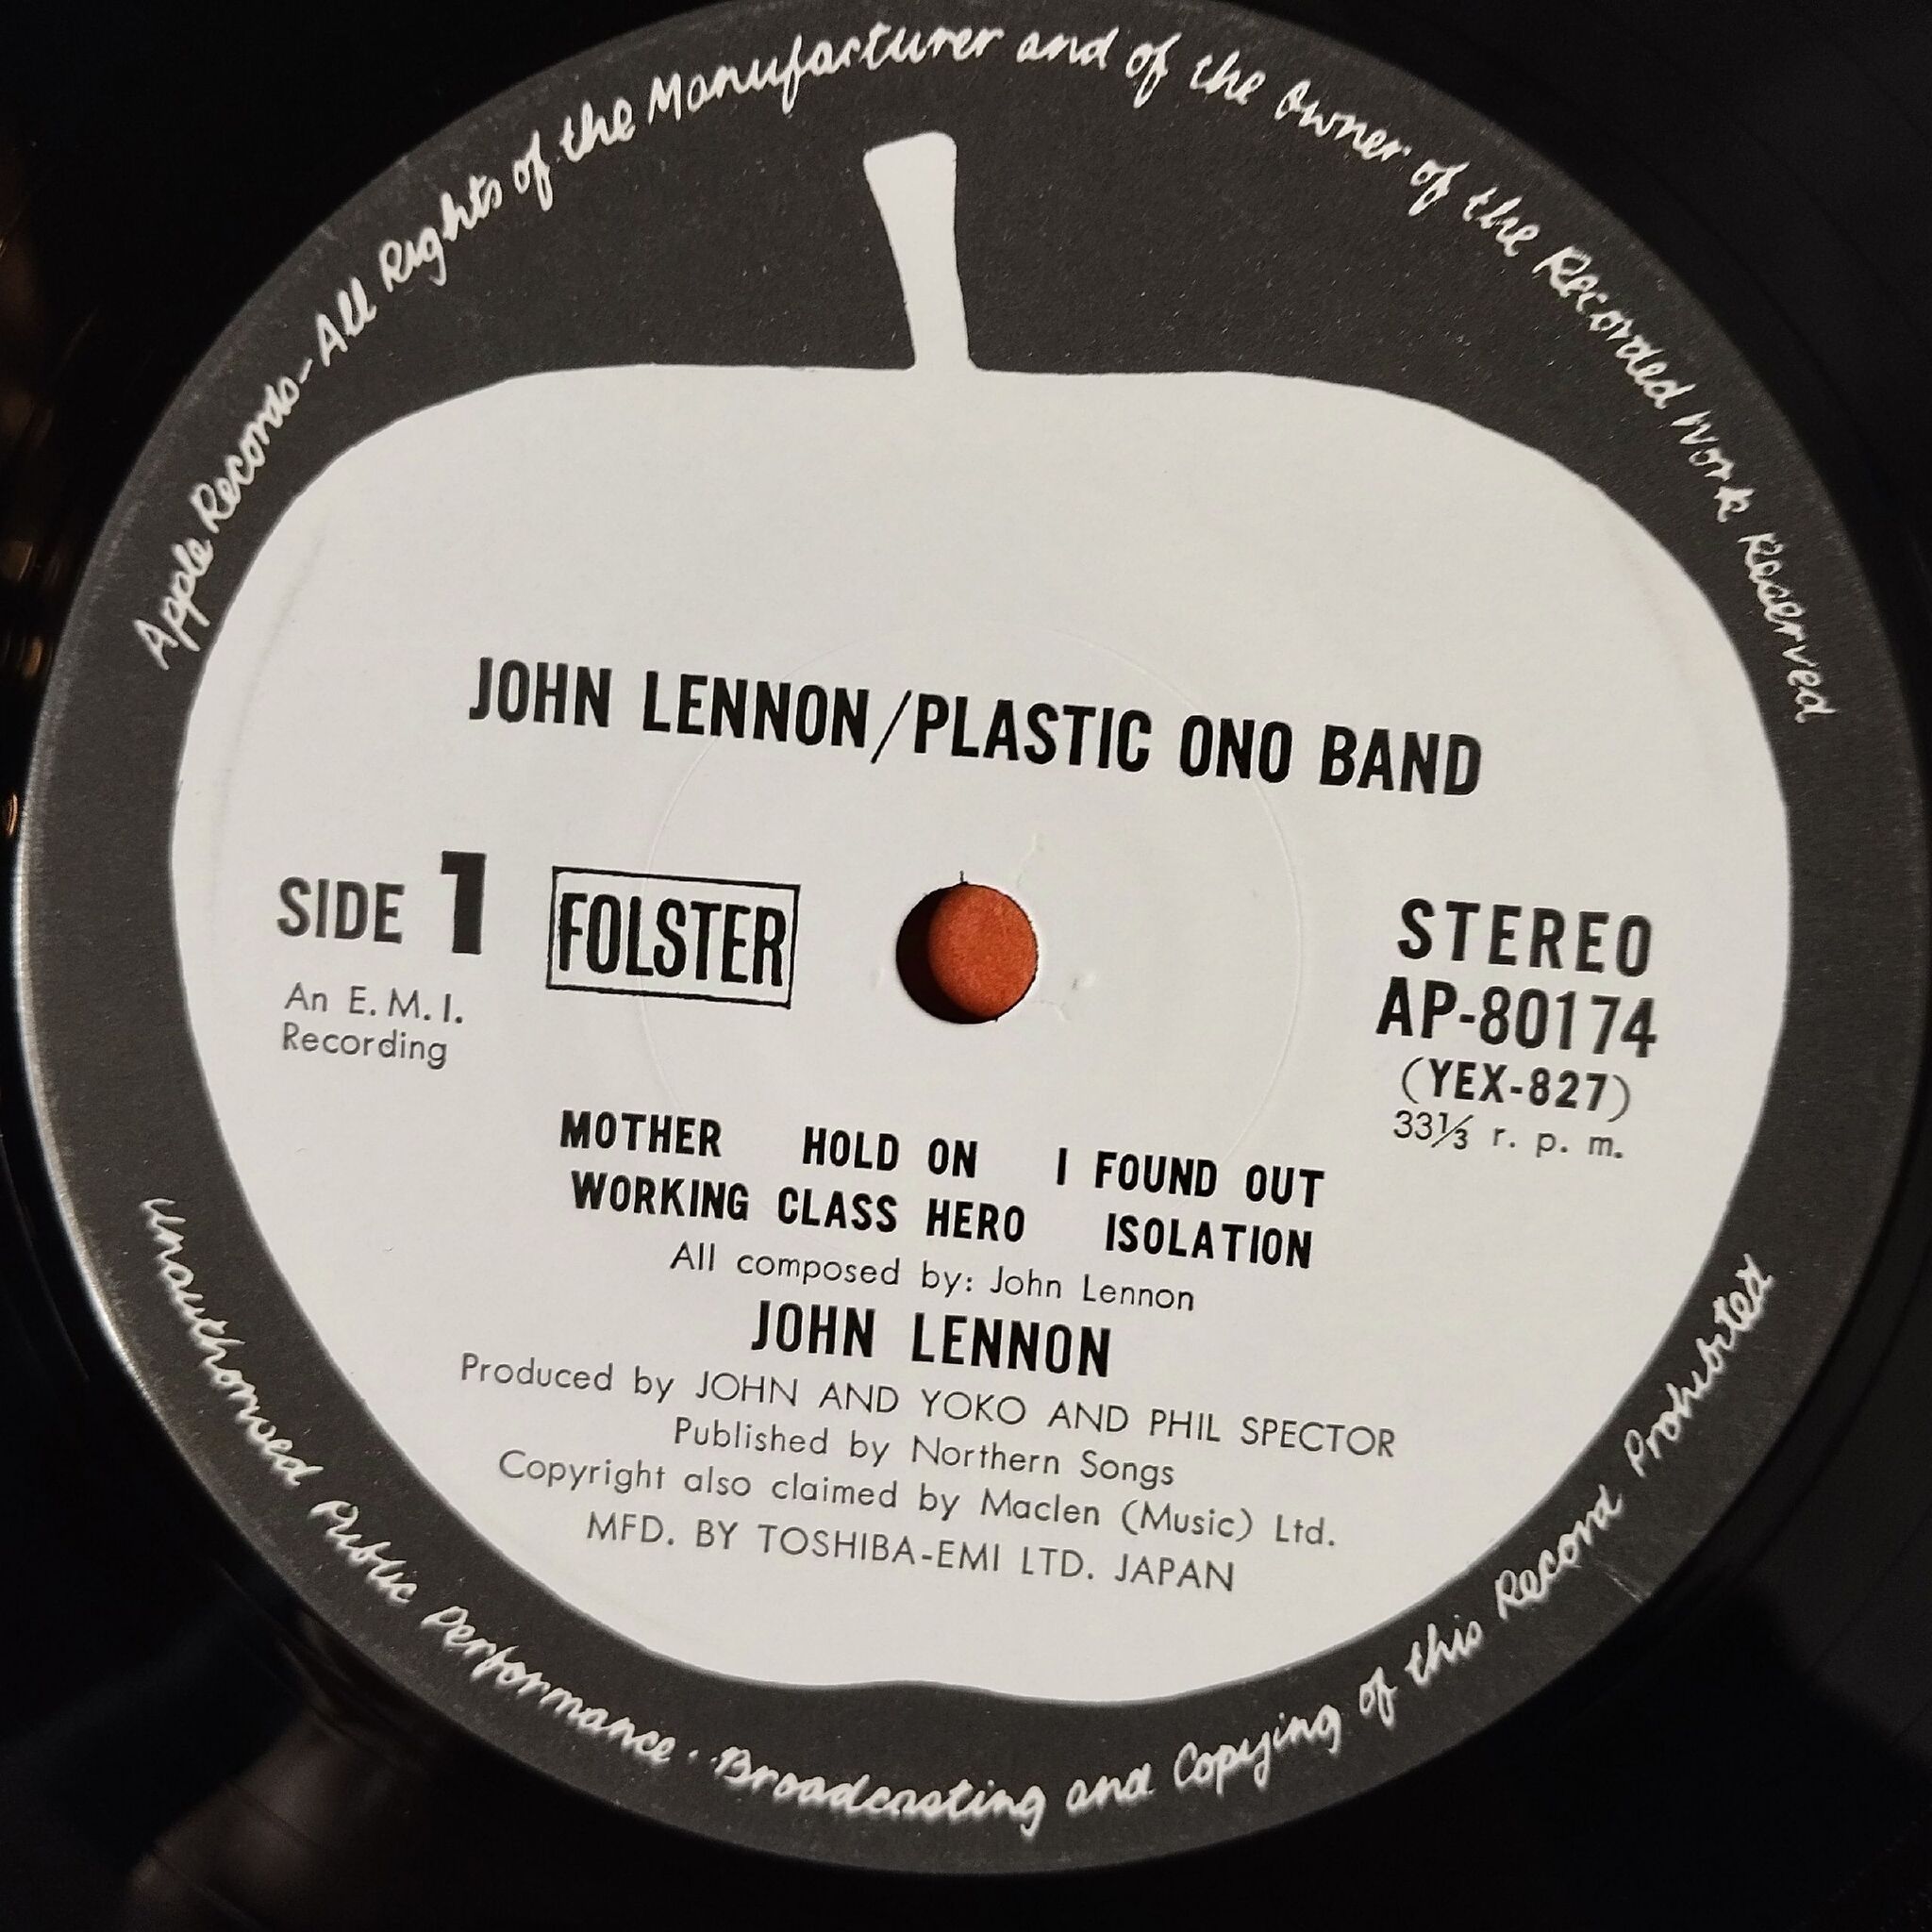 Apple Records - All Rights of the Manufacturer and of the Owner of the Recorded Work Reserved
JOHN LENNON/PLASTIC ONO BAND
SIDE 1
An E.M.I.
Recording
FOLSTER
STEREO
AP-80174
(YEX-827)
33⅓ r. p. m.
MOTHER HOLD ON I FOUND OUT
WORKING CLASS HERO ISOLATION
All composed by: John Lennon
JOHN LENNON
Produced by JOHN AND YOKO AND PHIL SPECTOR
Published by Northern Songs
Copyright also claimed by Maclen (Music) Ltd.
MFD. BY TOSHIBA-EMI LTD. JAPAN
Unauthorised Public Performance · Broadcasting and Copying of this Record Prohibited